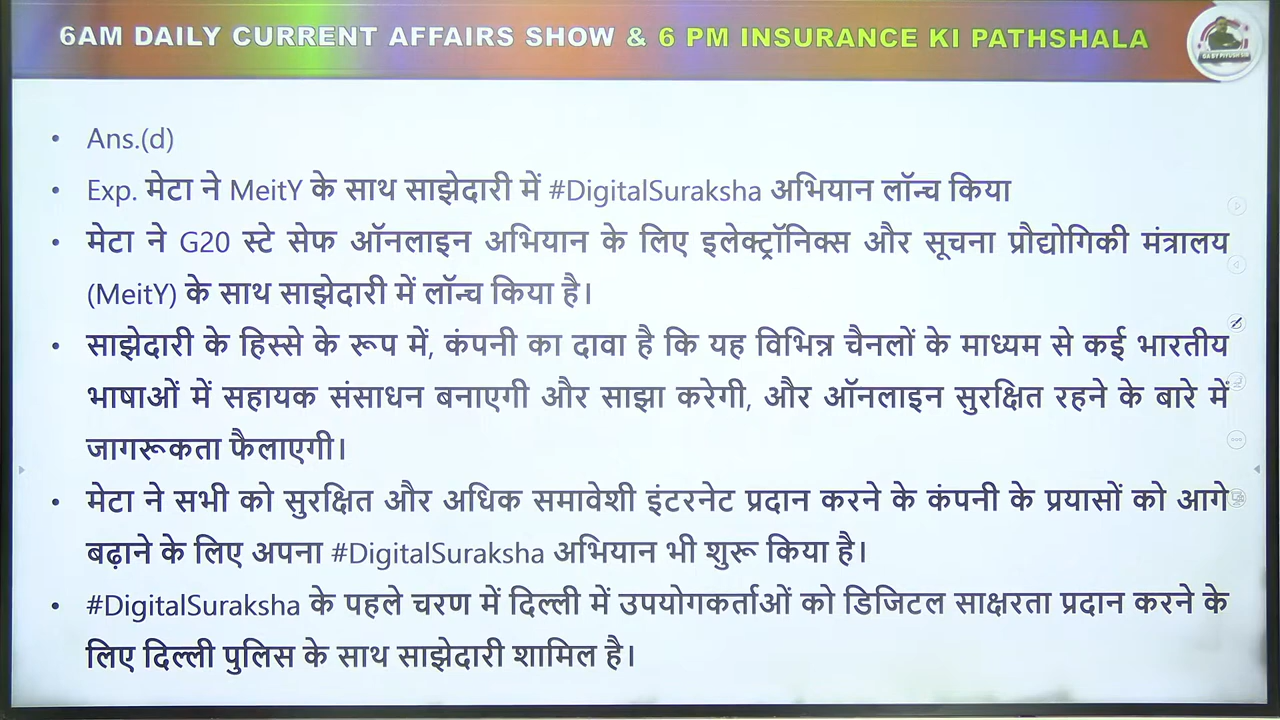 6AM DAILY CURRENT AFFAIRS SHOW & 6 PM INSURANCE KI PATHSHALA
• Ans.(d)
• Exp. मेटा ने MeitY के साथ साझेदारी में #DigitalSuraksha अभियान लॉन्च किया
• मेटा ने G20 स्टे सेफ ऑनलाइन अभियान के लिए इलेक्ट्रॉनिक्स और सूचना प्रौद्योगिकी मंत्रालय
(MeitY) के साथ साझेदारी में लॉन्च किया है।
• साझेदारी के हिस्से के रूप में, कंपनी का दावा है कि यह विभिन्न चैनलों के माध्यम से कई भारतीय
भाषाओं में सहायक संसाधन बनाएगी और साझा करेगी, और ऑनलाइन सुरक्षित रहने के बारे में
जागरूकता फैलाएगी।
• मेटा ने सभी को सुरक्षित और अधिक समावेशी इंटरनेट प्रदान करने के कंपनी के प्रयासों को आगे
बढ़ाने के लिए अपना #DigitalSuraksha अभियान भी शुरू किया है।
• #DigitalSuraksha के पहले चरण में दिल्ली में उपयोगकर्ताओं को डिजिटल साक्षरता प्रदान करने के
लिए दिल्ली पुलिस के साथ साझेदारी शामिल है।